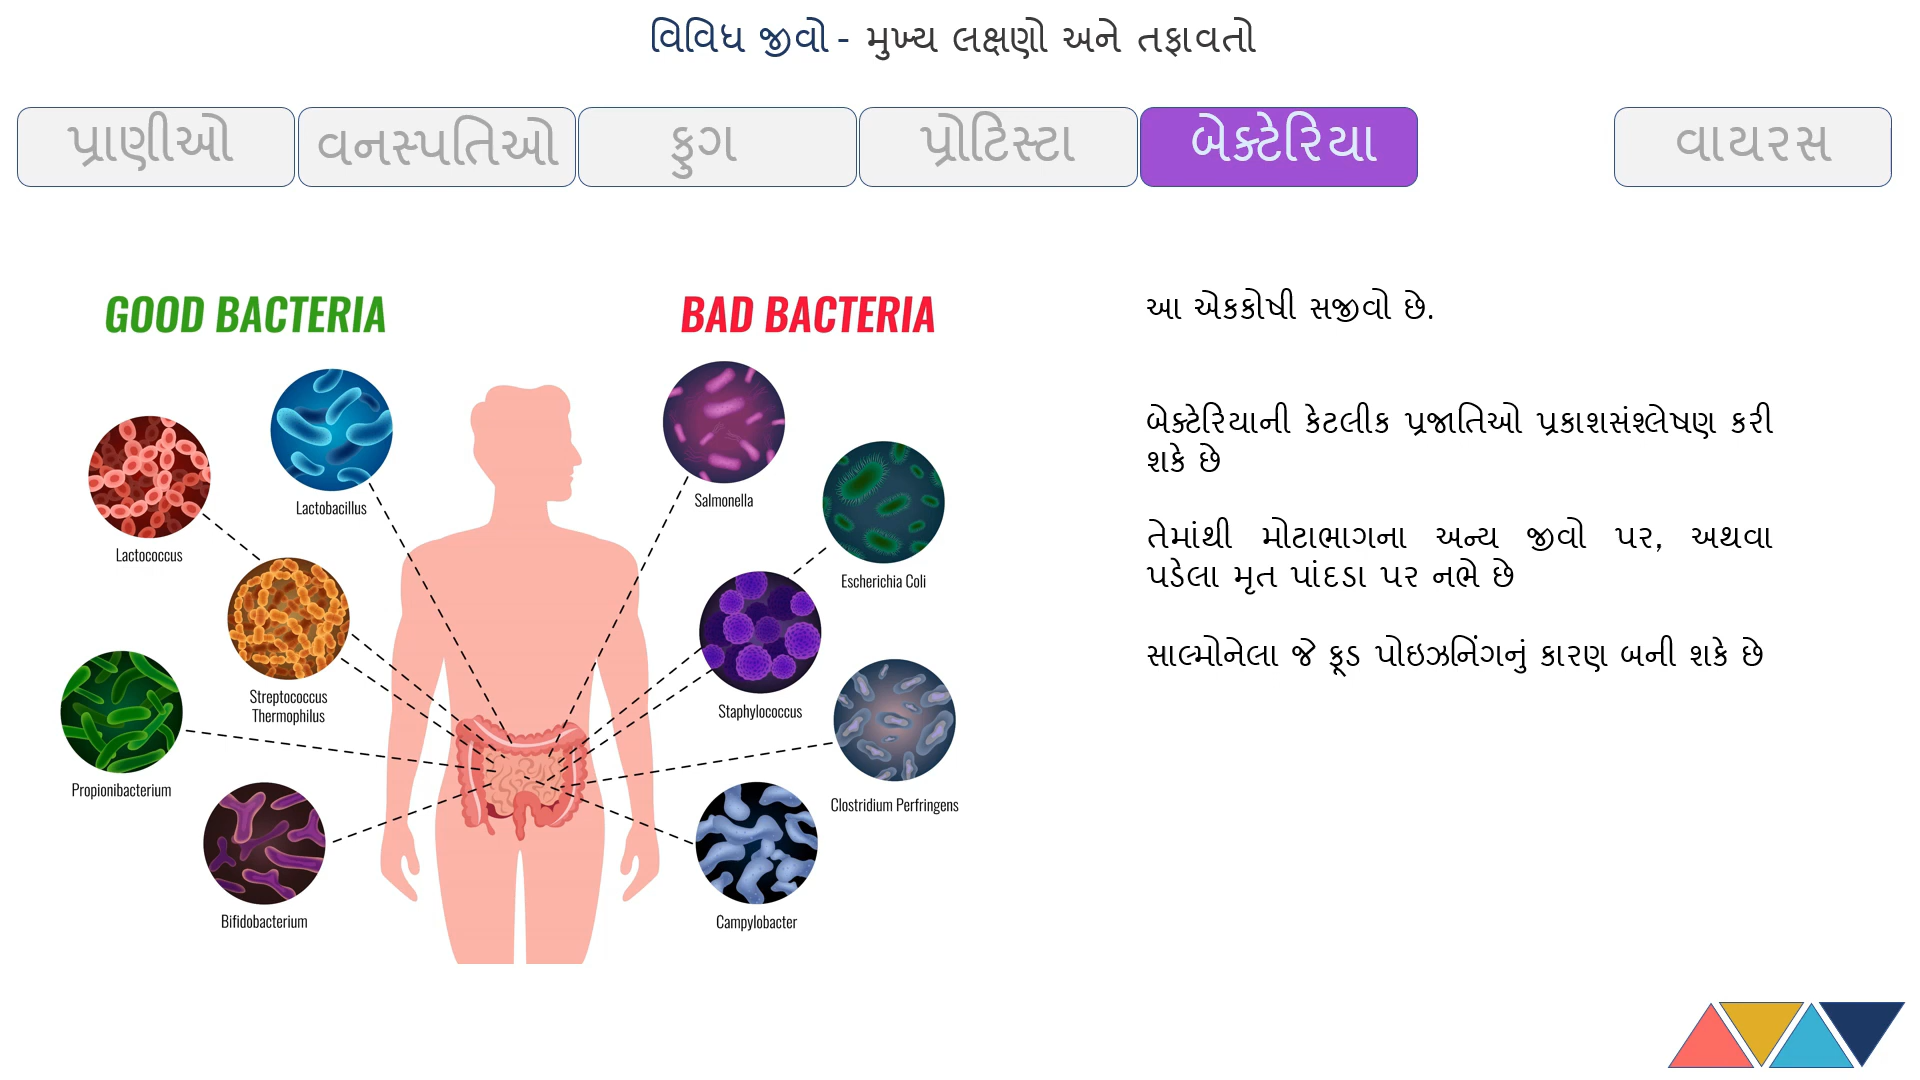 વિવિધ જીવો - મુખ્ય લક્ષણો અને તફાવતો
પ્રાણીઓ
વનસ્પતિઓ
ફુગ
પ્રોટિસ્ટા
બેક્ટેરિયા
વાયરસ
GOOD BACTERIA
BAD BACTERIA
Lactobacillus
Lactococcus
Streptococcus
Thermophilus
Propionibacterium
Bifidobacterium
Salmonella
Escherichia Coli
Staphylococcus
Clostridium Perfringens
Campylobacter
આ એકકોષી સજીવો છે.
બેક્ટેરિયાની કેટલીક પ્રજાતિઓ પ્રકાશસંશ્લેષણ કરી
શકે છે
તેમાંથી મોટાભાગના અન્ય જીવો પર, અથવા
પડેલા મૃત પાંદડા પર નભે છે
સાલ્મોનેલા જે ફૂડ પોઇઝનિંગનું કારણ બની શકે છે